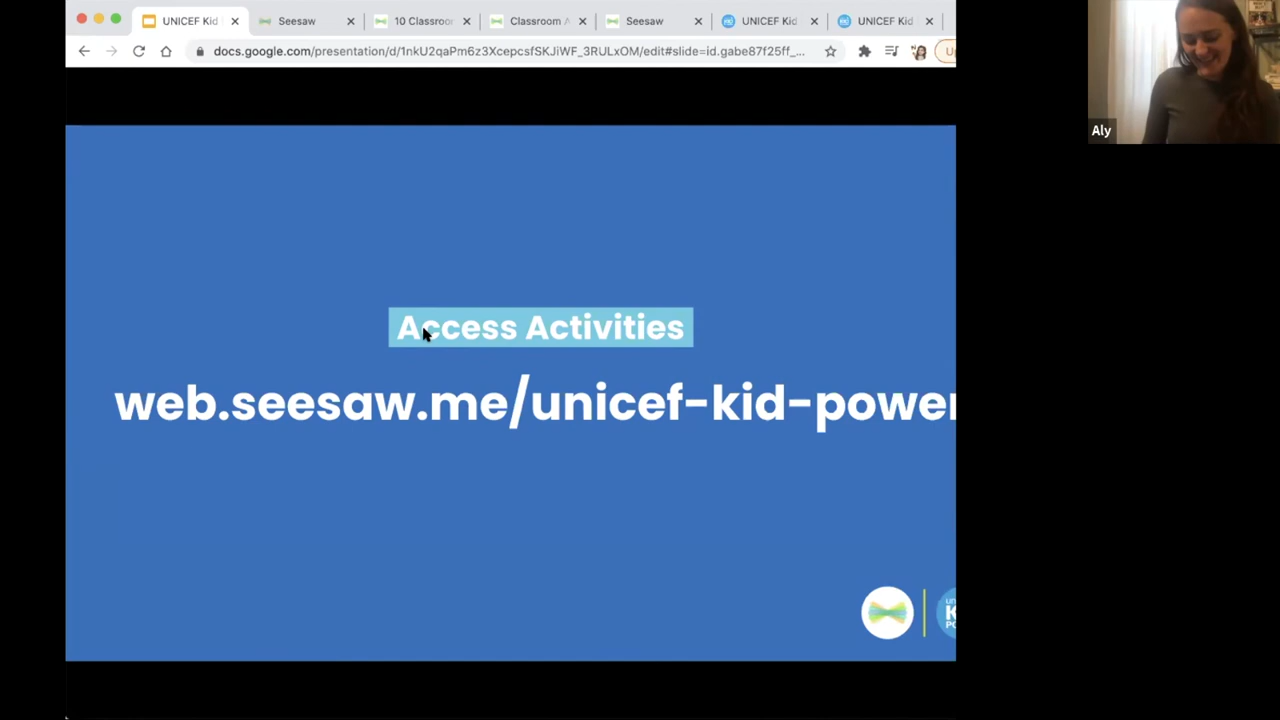 UNICEF Kid
Seesaw
10 Classroor
Classroom A
Seesaw
UNICEF Kid
UNICEF Kid
docs.google.com/presentation/d/1nkU2qaPm6z3XcepcsfSKJiWF_3RULxOM/edit#slide=id.gabe87f25ff_...
Aly
Access Activities
web.seesaw.me/unicef-kid-power